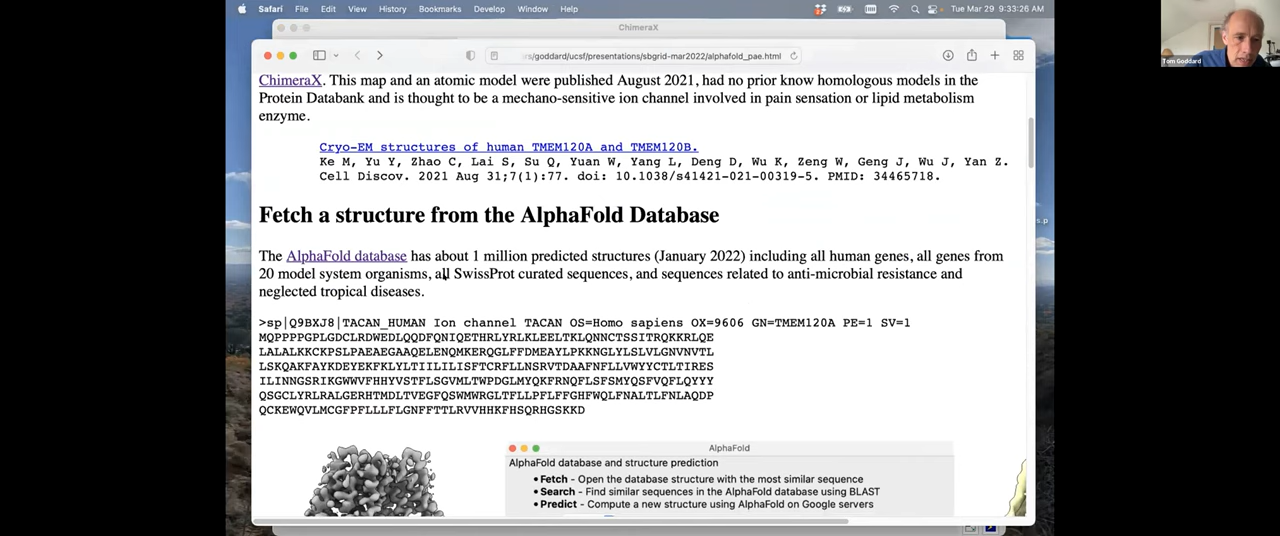 Safari File Edit View History Bookmarks Develop Window Help Tue Mar 29 9:33:26 AM
ChimeraX
rs/goddard/ucsf/presentations/sbgrid-mar2022/alphafold_pae.html
Tom Goddard
ChimeraX. This map and an atomic model were published August 2021, had no prior know homologous models in the
Protein Databank and is thought to be a mechano-sensitive ion channel involved in pain sensation or lipid metabolism
enzyme.
Cryo-EM structures of human TMEM120A and TMEM120B.
Ke M, Yu Y, Zhao C, Lai S, Su Q, Yuan W, Yang L, Deng D, Wu K, Zeng W, Geng J, Wu J, Yan Z.
Cell Discov. 2021 Aug 31;7(1):77. doi: 10.1038/s41421-021-00319-5. PMID: 34465718.
s.p
Fetch a structure from the AlphaFold Database
The AlphaFold database has about 1 million predicted structures (January 2022) including all human genes, all genes from
20 model system organisms, all SwissProt curated sequences, and sequences related to anti-microbial resistance and
neglected tropical diseases.
>sp|Q9BXJ8|TACAN_HUMAN Ion channel TACAN OS=Homo sapiens OX=9606 GN=TMEM120A PE=1 SV=1
MQPPPPGPLGDCLRDWEDLQQDFQNIQETHRLYRLKLEELTKLQNNCTSSITRQKKRLQE
LALALKKCKPSLPAEAEGAAQELENQMKERQGLFFDMEAYLPKKNGLYLSLVLGNVNVTL
LSKQAKFAYKDEYEKFKLYLTIILILISFTCRFLLNSRVTDAAFNFLLVWYYCTLTIRES
ILINNGSRIKGWWVFHHYVSTFLSGVMLTWPDGLMYQKFRNQFLSFSMYQSFVQFLQYYY
QSGCLYRLRALGERHTMDLTVEGFQSWMWRGLTFLLPFLFFGHFWQLFNALTLFNLAQDP
QCKEWQVLMCGFPFLLLFLGNFFTTLRVVHHKFHSQRHGSKKD
AlphaFold
AlphaFold database and structure prediction
• Fetch - Open the database structure with the most similar sequence
• Search - Find similar sequences in the AlphaFold database using BLAST
• Predict - Compute a new structure using AlphaFold on Google servers